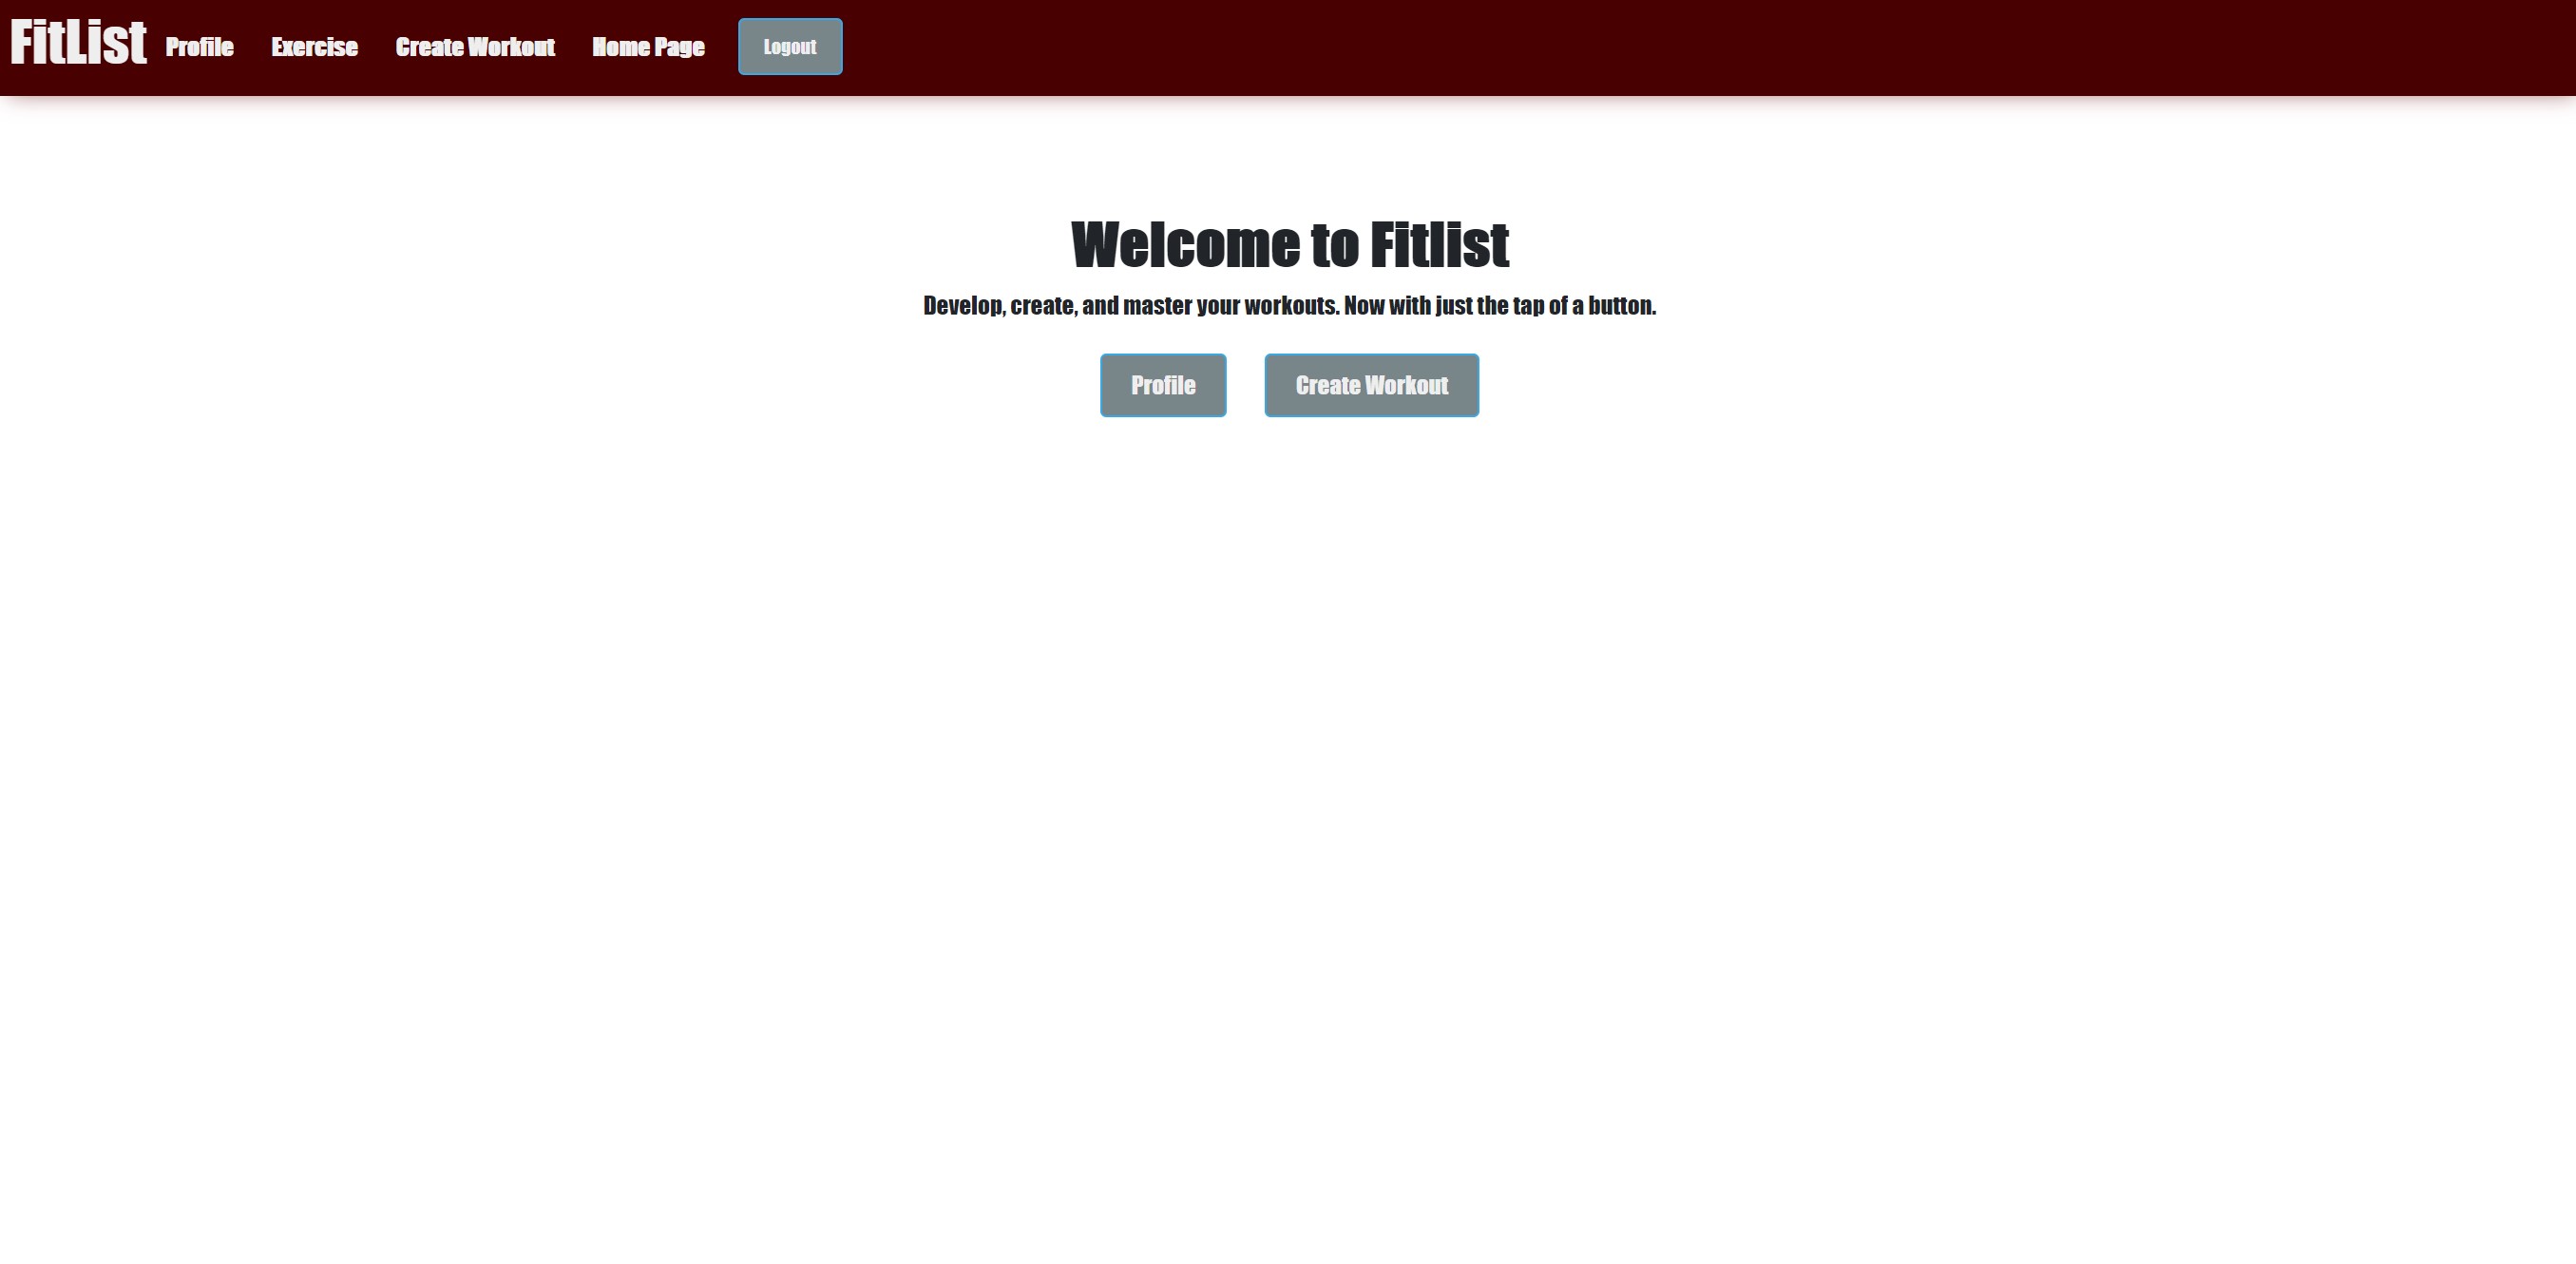 FitList Profile Exercise Create Workout Home Page Logout
Welcome to Fitlist
Develop, create, and master your workouts. Now with just the tap of a button.
Profile Create Workout